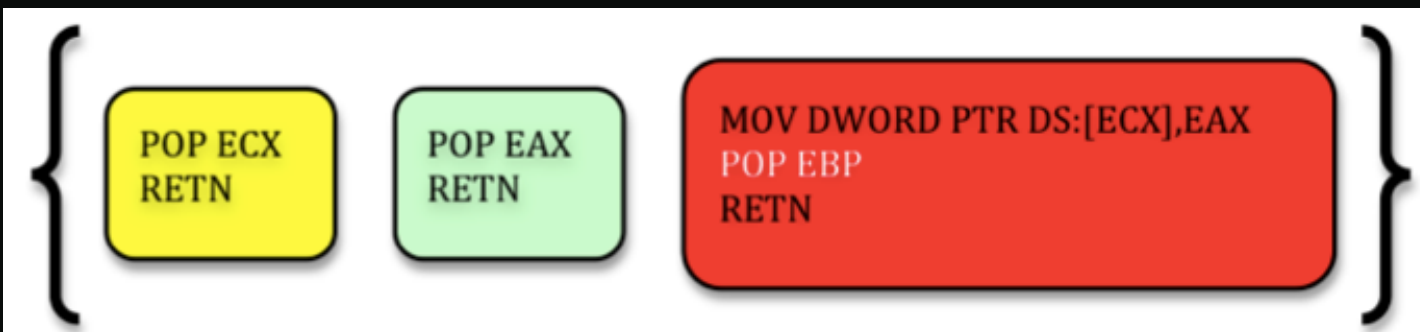 POP ECX
RETN
POP EAX
RETN
MOV DWORD PTR DS:[ECX],EAX
POP EBP
RETN